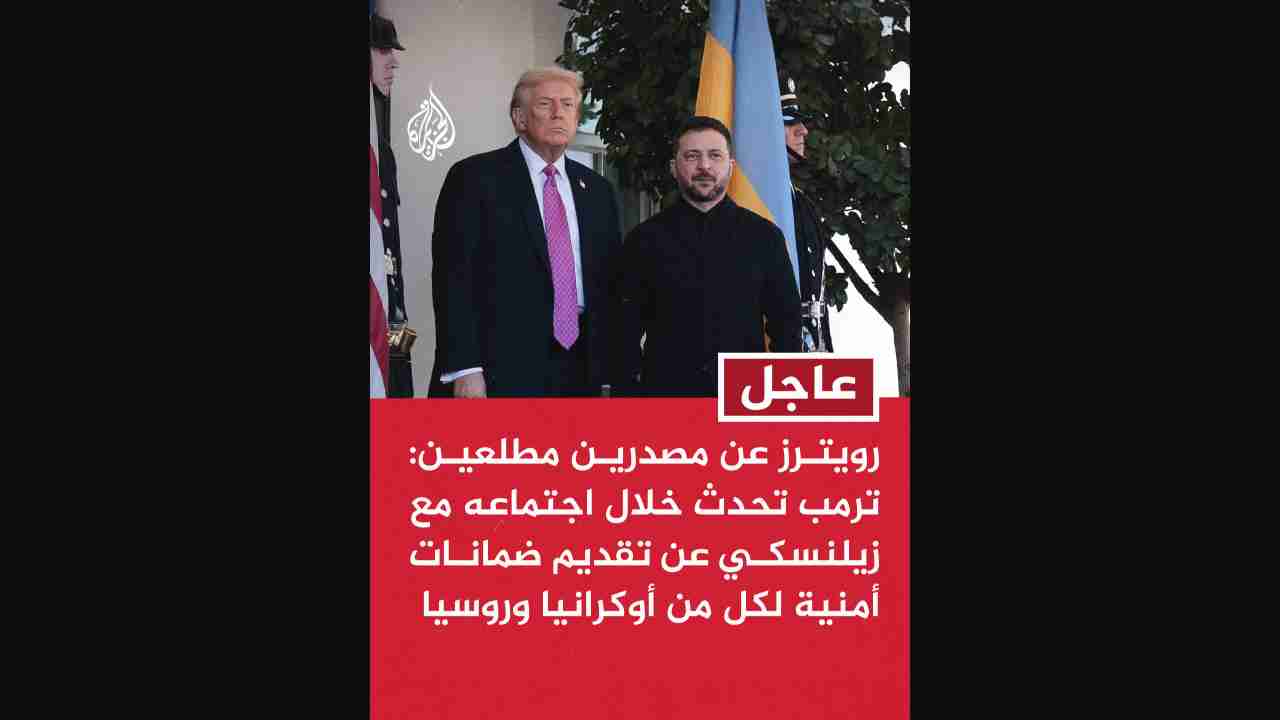 الجزيرة
عاجل
رويترز عن مصدرين مطلعين:
ترمب تحدث خلال اجتماعه مع
زيلنسكي عن تقديم ضمانات
أمنية لكل من أوكرانيا وروسيا